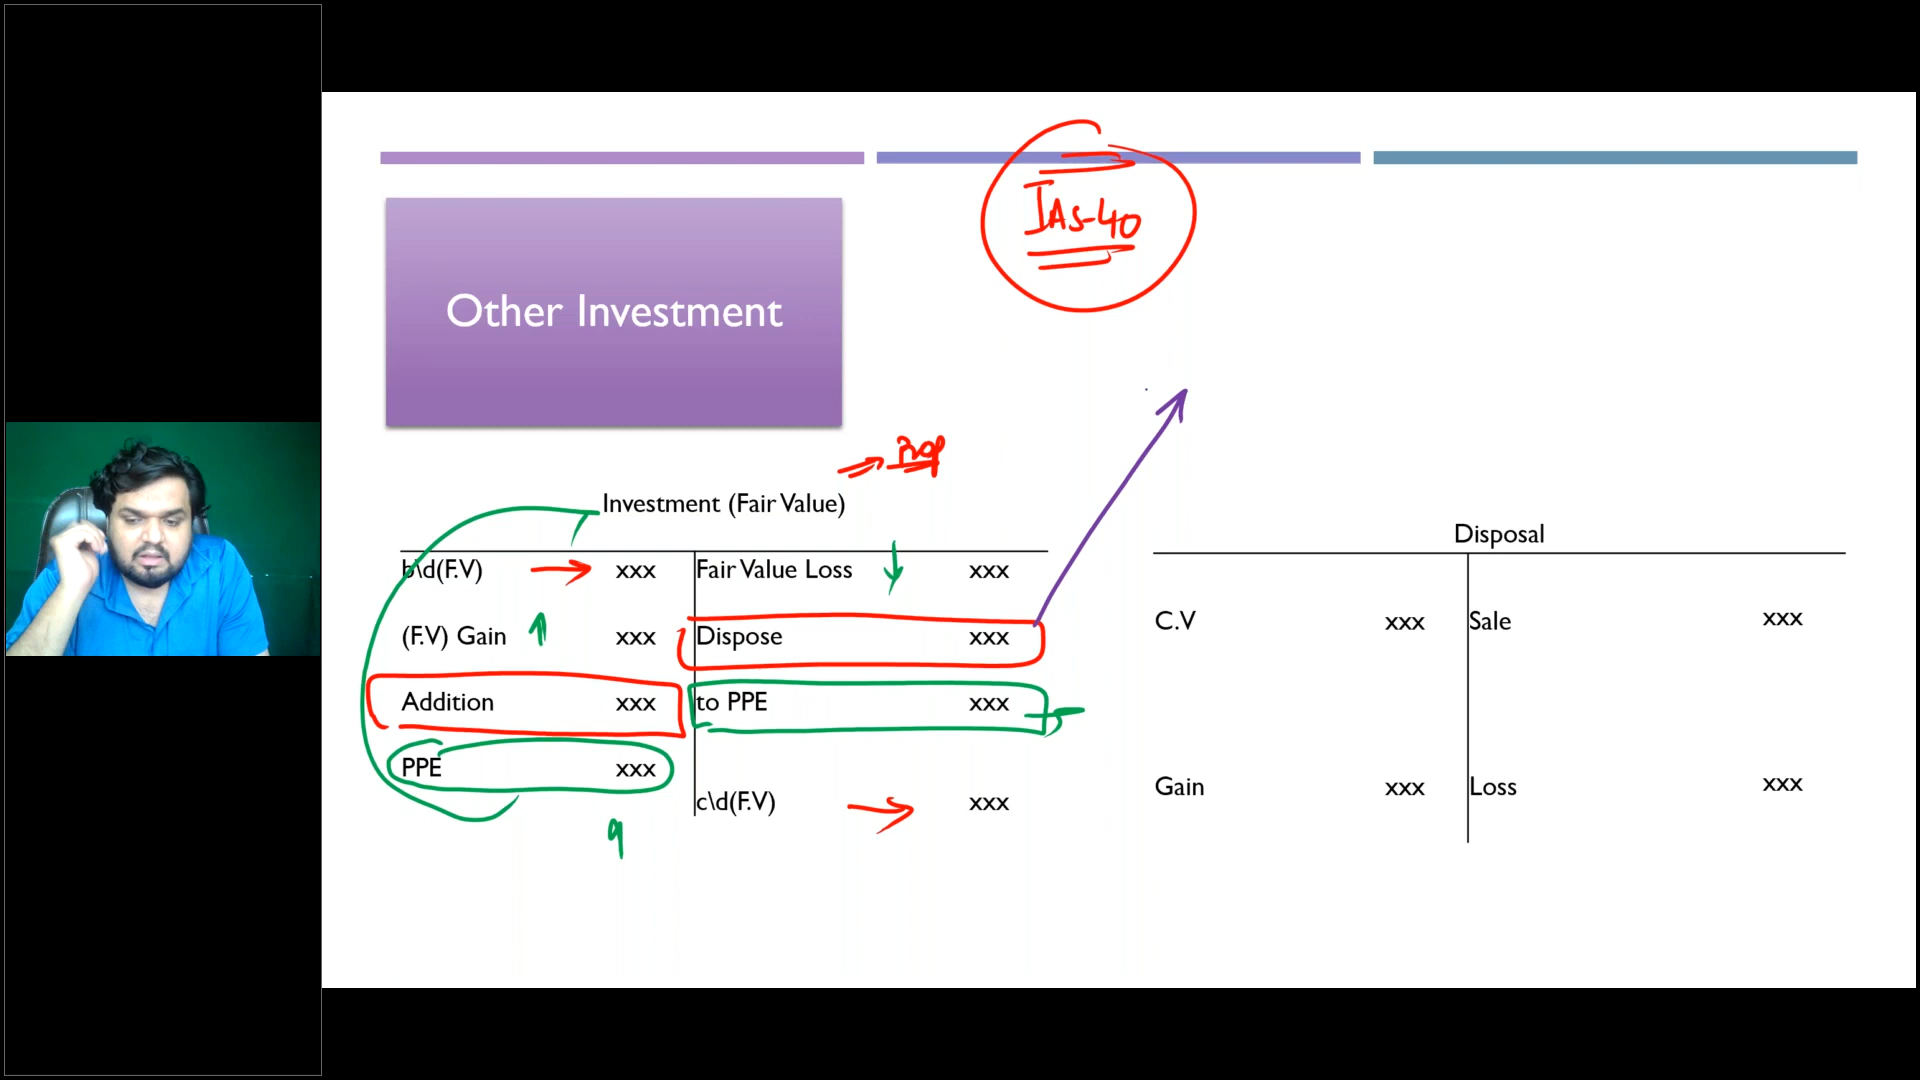 IAS-40
Other Investment
Prop
Investment (Fair Value)
b\d(F.V) xxx Fair Value Loss xxx
(F.V) Gain xxx Dispose xxx
Addition xxx to PPE xxx
PPE xxx
c\d(F.V) xxx
Disposal
C.V xxx Sale xxx
Gain xxx Loss xxx